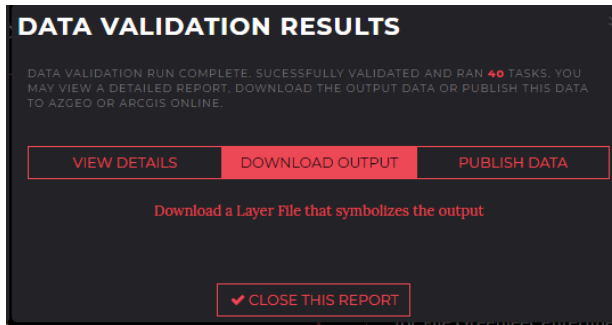 DATA VALIDATION RESULTS
DATA VALIDATION RUN COMPLETE. SUCESSFULLY VALIDATED AND RAN 40 TASKS. YOU
MAY VIEW A DETAILED REPORT, DOWNLOAD THE OUTPUT DATA OR PUBLISH THIS DATA
TO AZGEO OR ARCGIS ONLINE.
VIEW DETAILS DOWNLOAD OUTPUT PUBLISH DATA
Download a Layer File that symbolizes the output
✔ CLOSE THIS REPORT